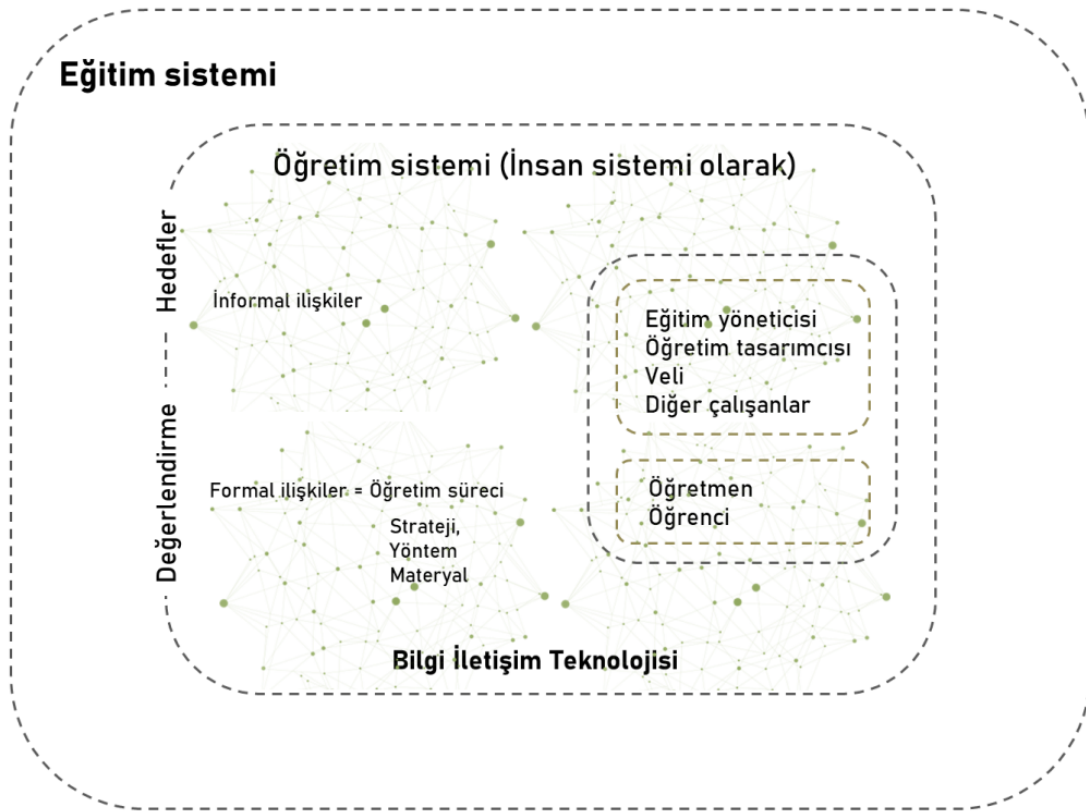 Eğitim sistemi
Öğretim sistemi (İnsan sistemi olarak)
Hedefler
Değerlendirme
İnformal ilişkiler
Eğitim yöneticisi
Öğretim tasarımcısı
Veli
Diğer çalışanlar
Formal ilişkiler = Öğretim süreci
Strateji,
Yöntem
Materyal
Öğretmen
Öğrenci
Bilgi İletişim Teknolojisi